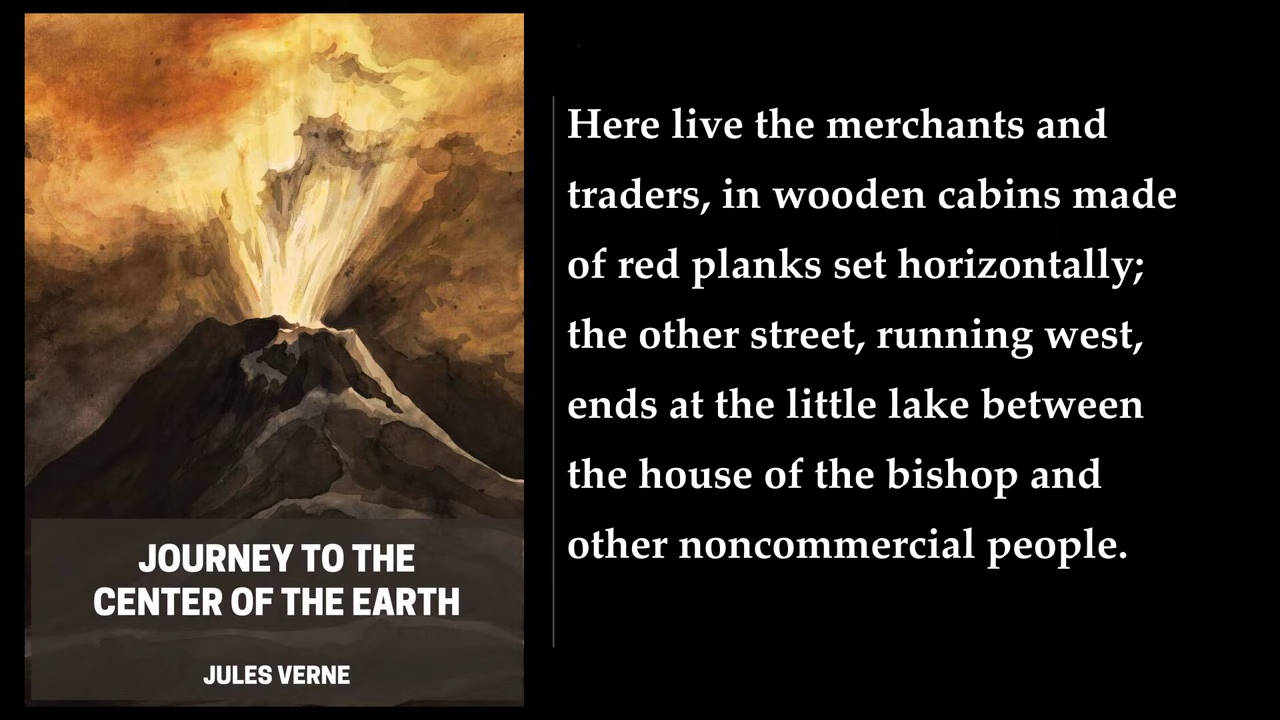 JOURNEY TO THE
CENTER OF THE EARTH
JULES VERNE
Here live the merchants and
traders, in wooden cabins made
of red planks set horizontally;
the other street, running west,
ends at the little lake between
the house of the bishop and
other noncommercial people.